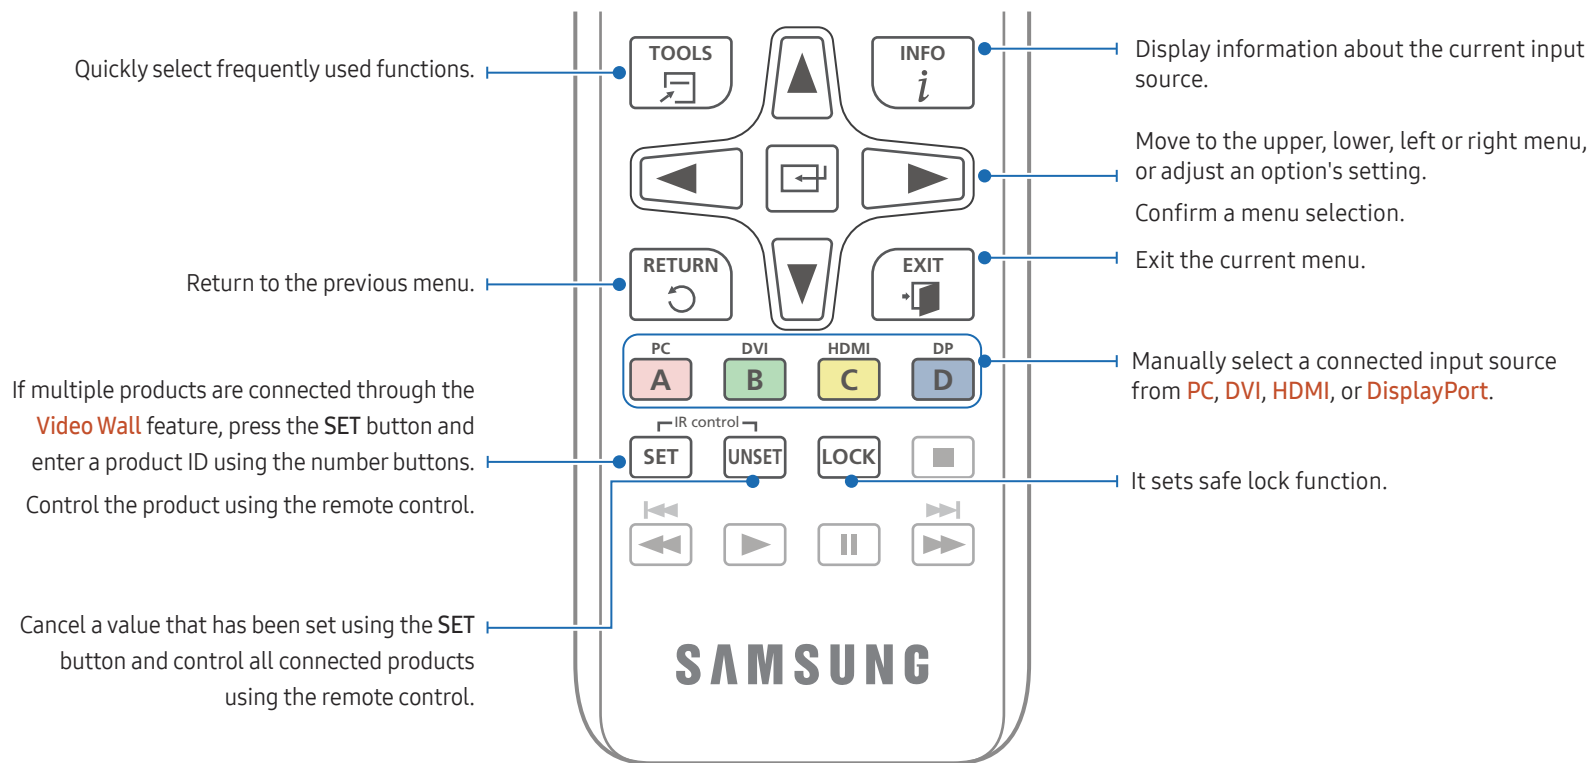 Quickly select frequently used functions.
TOOLS
INFO
i
Display information about the current input
source.
Move to the upper, lower, left or right menu,
or adjust an option's setting.
Confirm a menu selection.
Return to the previous menu.
RETURN
EXIT
Exit the current menu.
PC
DVI
HDMI
DP
A
B
C
D
Manually select a connected input source
from PC, DVI, HDMI, or DisplayPort.
If multiple products are connected through the
Video Wall feature, press the SET button and
enter a product ID using the number buttons.
Control the product using the remote control.
IR control
SET
UNSET
LOCK
It sets safe lock function.
Cancel a value that has been set using the SET
button and control all connected products
using the remote control.
SAMSUNG